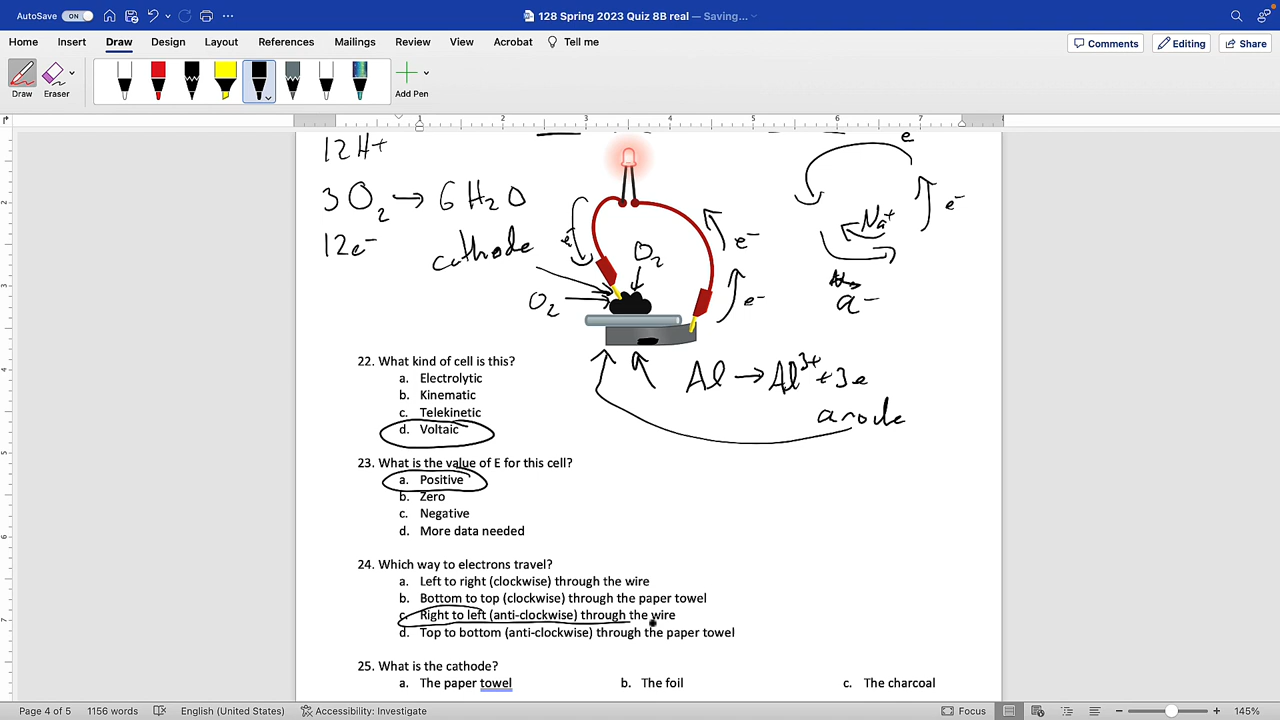 AutoSave ON 128 Spring 2023 Quiz 8B real — Saving...
Home Insert Draw Design Layout References Mailings Review View Acrobat Tell me Comments Editing Share
Draw Eraser Add Pen
2 3 4 5 6 7
12H+
3O2 → 6H2O
12e-
cathode
e-
O2
O2
e-
e-
e
e-
Na+
a-
22. What kind of cell is this?
a. Electrolytic
b. Kinematic
c. Telekinetic
d. Voltaic
Al → Al3+ + 3e
anode
23. What is the value of E for this cell?
a. Positive
b. Zero
c. Negative
d. More data needed
24. Which way to electrons travel?
a. Left to right (clockwise) through the wire
b. Bottom to top (clockwise) through the paper towel
c. Right to left (anti-clockwise) through the wire
d. Top to bottom (anti-clockwise) through the paper towel
25. What is the cathode?
a. The paper towel b. The foil c. The charcoal
Page 4 of 5 1156 words English (United States) Accessibility: Investigate Focus 145%